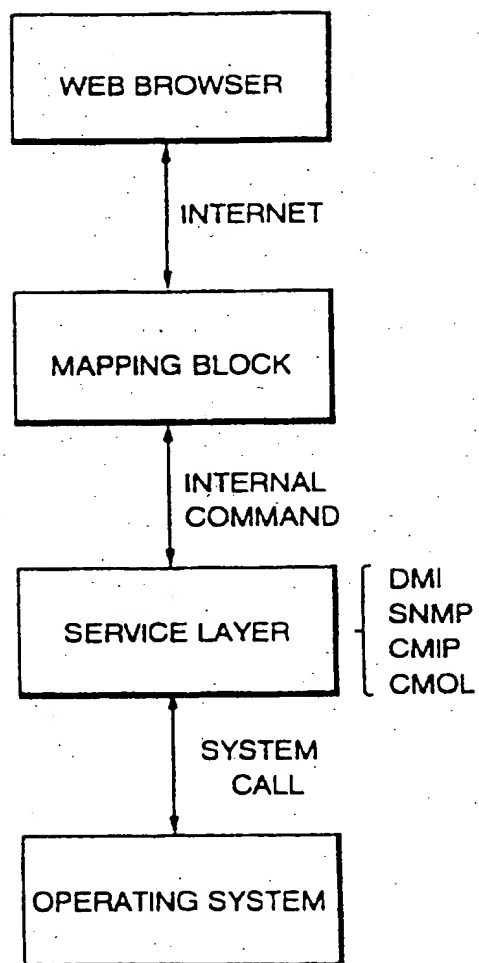 WEB BROWSER
INTERNET
MAPPING BLOCK
INTERNAL
COMMAND
SERVICE LAYER
DMI
SNMP
CMIP
CMOL
SYSTEM
CALL
OPERATING SYSTEM